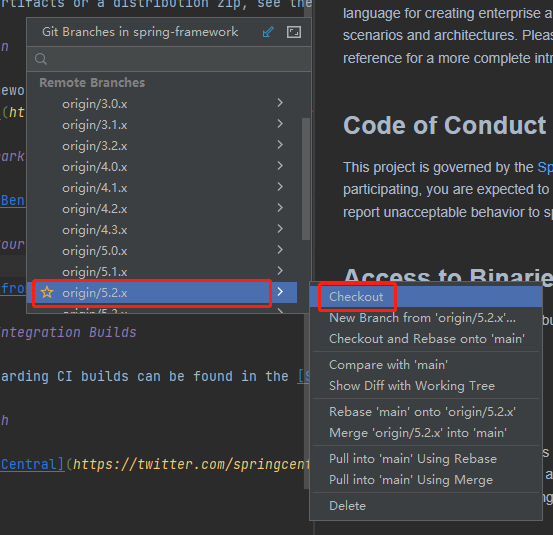 rtifacts or a distribution zip, see the
Git Branches in spring-framework
Remote Branches
origin/3.0.x
origin/3.1.x
origin/3.2.x
origin/4.0.x
origin/4.1.x
origin/4.2.x
origin/4.3.x
origin/5.0.x
origin/5.1.x
origin/5.2.x
Checkout
New Branch from 'origin/5.2.x'...
Checkout and Rebase onto 'main'
Compare with 'main'
Show Diff with Working Tree
Rebase 'main' onto 'origin/5.2.x'
Merge 'origin/5.2.x' into 'main'
Pull into 'main' Using Rebase
Pull into 'main' Using Merge
Delete
n
ewo
(ht
ark
Ben
our
fro
Integration Builds
arding CI builds can be found in the [S
h
Central](https://twitter.com/springcent
language for creating enterprise a
scenarios and architectures. Pleas
reference for a more complete intr
Code of Conduct
This project is governed by the Sp
participating, you are expected to
report unacceptable behavior to sp
Access to Binaries
bu
s
a
ng